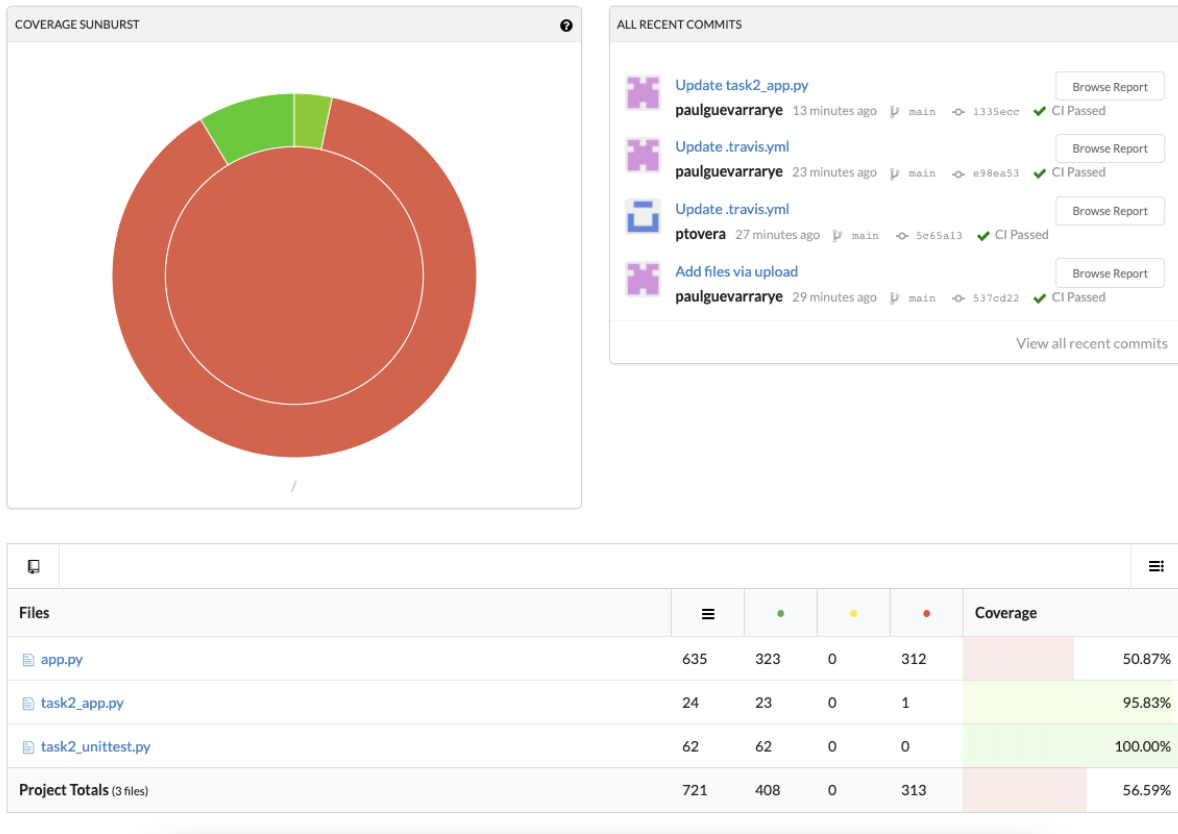 COVERAGE SUNBURST
/
ALL RECENT COMMITS
Update task2_app.py
Browse Report
paulguevarrarye 13 minutes ago main 1335ecc CI Passed
Update .travis.yml
Browse Report
paulguevarrarye 23 minutes ago main e98ea53 CI Passed
Update .travis.yml
Browse Report
ptovera 27 minutes ago main 5c65a13 CI Passed
Add files via upload
Browse Report
paulguevarrarye 29 minutes ago main 537cd22 CI Passed
View all recent commits
Files Coverage
app.py 635 323 0 312 50.87%
task2_app.py 24 23 0 1 95.83%
task2_unittest.py 62 62 0 0 100.00%
Project Totals (3 files) 721 408 0 313 56.59%